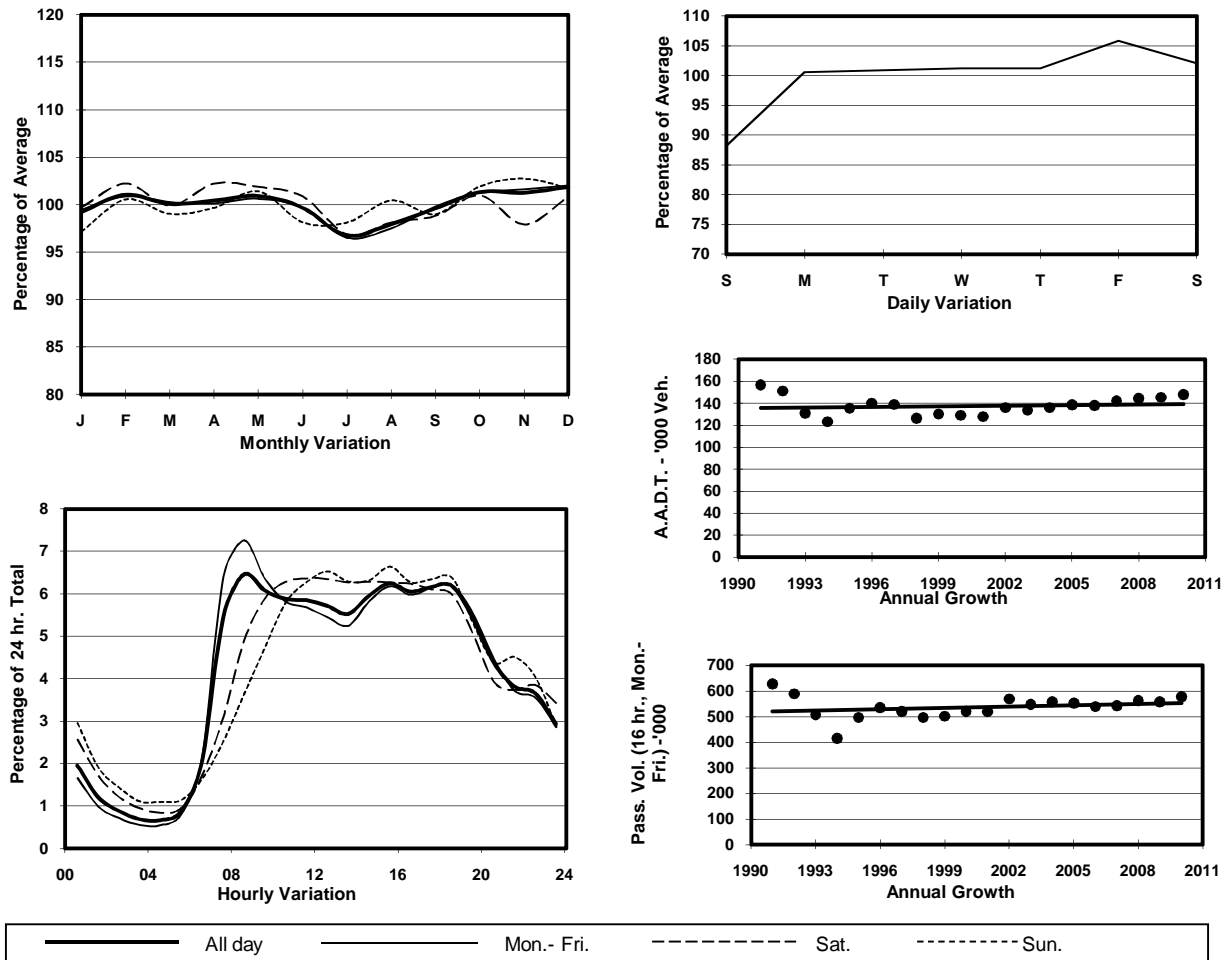 120
115
110
105
100
95
90
85
80
Percentage of Average
J F M A M J J A S O N D
Monthly Variation
110
105
100
95
90
85
80
75
70
Percentage of Average
S M T W T F S
Daily Variation
180
160
140
120
100
80
60
40
20
0
A.A.D.T. - '000 Veh.
1990 1993 1996 1999 2002 2005 2008 2011
Annual Growth
8
7
6
5
4
3
2
1
0
Percentage of 24 hr. Total
00 04 08 12 16 20 24
Hourly Variation
700
600
500
400
300
200
100
0
Pass. Vol. (16 hr., Mon.-
Fri.) -'000
1990 1993 1996 1999 2002 2005 2008 2011
Annual Growth
All day Mon.- Fri. Sat. Sun.